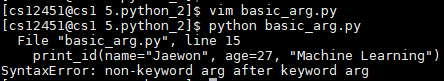 [cs12451@cs1 5.python_2]$ vim basic_arg.py
[cs12451@cs1 5.python_2]$ python basic_arg.py
  File "basic_arg.py", line 15
    print_id(name="Jaewon", age=27, "Machine Learning")
SyntaxError: non-keyword arg after keyword arg